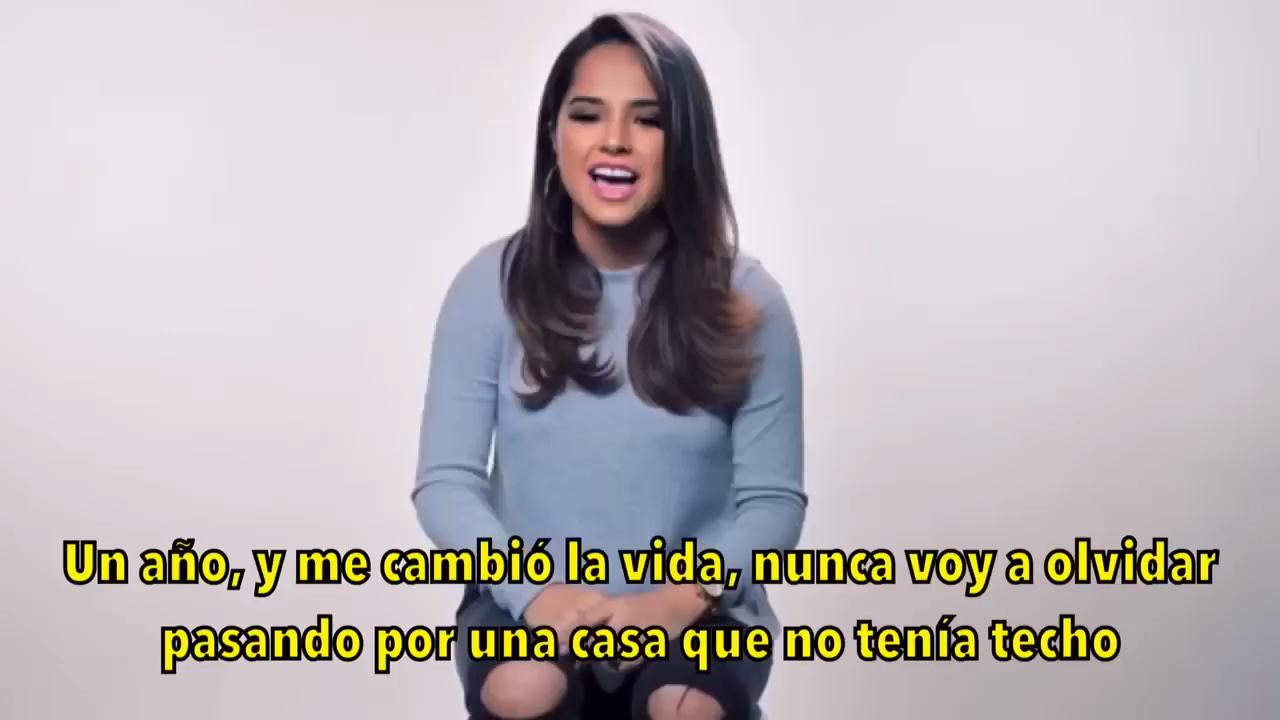 Un año, y me cambió la vida, nunca voy a olvidar
pasando por una casa que no tenía techo